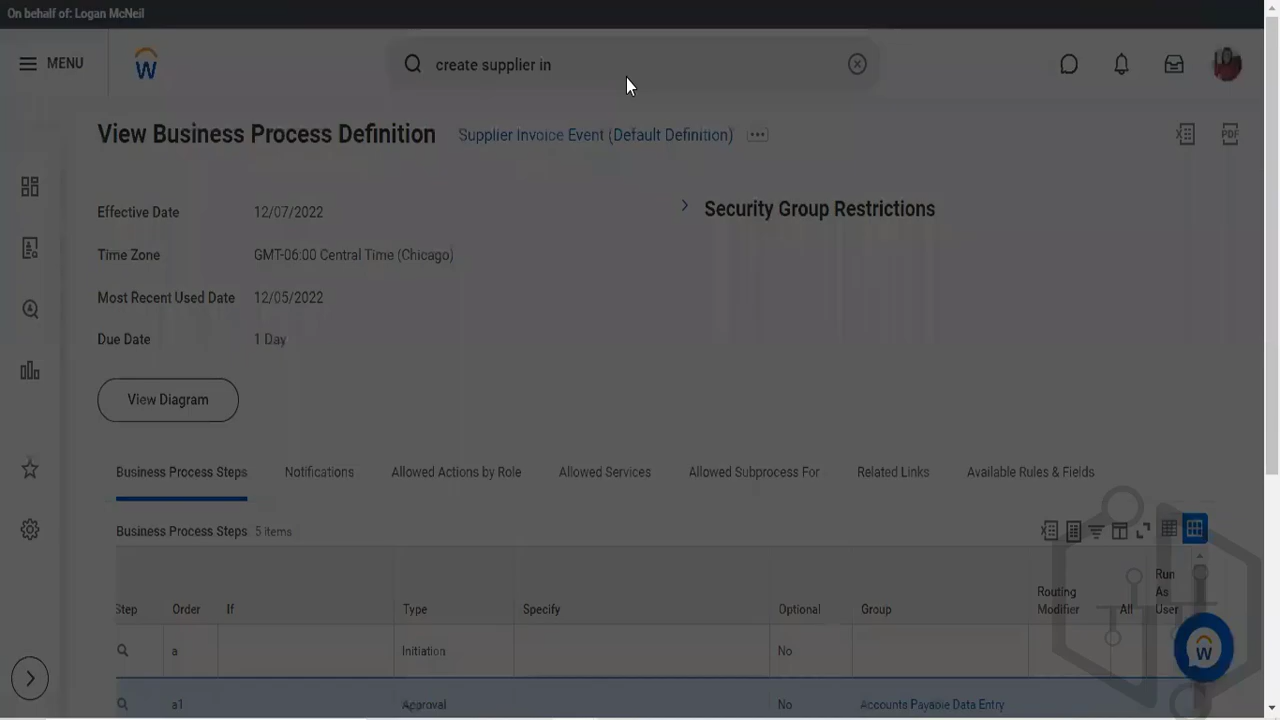 On behalf of: Logan McNeil
MENU
create supplier in
View Business Process Definition
Supplier Invoice Event (Default Definition)
PDF
Effective Date 12/07/2022
Security Group Restrictions
Time Zone GMT-06:00 Central Time (Chicago)
Most Recent Used Date 12/05/2022
Due Date 1 Day
View Diagram
Business Process Steps Notifications Allowed Actions by Role Allowed Services Allowed Subprocess For Related Links Available Rules & Fields
Business Process Steps 5 items
Step Order If Type Specify Optional Group Routing Modifier All Run As User
a Initiation No
a1 Approval No Accounts Payable Data Entry